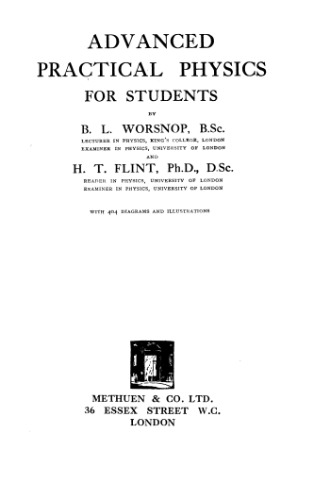 ADVANCED
PRACTICAL PHYSICS
FOR STUDENTS
BY
B. L. WORSNOP, B.Sc.
LECTURER IN PHYSICS, KING'S COLLEGE, LONDON
EXAMINER IN PHYSICS, UNIVERSITY OF LONDON
AND
H. T. FLINT, Ph.D., D.Sc.
READER IN PHYSICS, UNIVERSITY OF LONDON
EXAMINER IN PHYSICS, UNIVERSITY OF LONDON
WITH 404 DIAGRAMS AND ILLUSTRATIONS
METHUEN & CO. LTD.
36 ESSEX STREET W.C.
LONDON